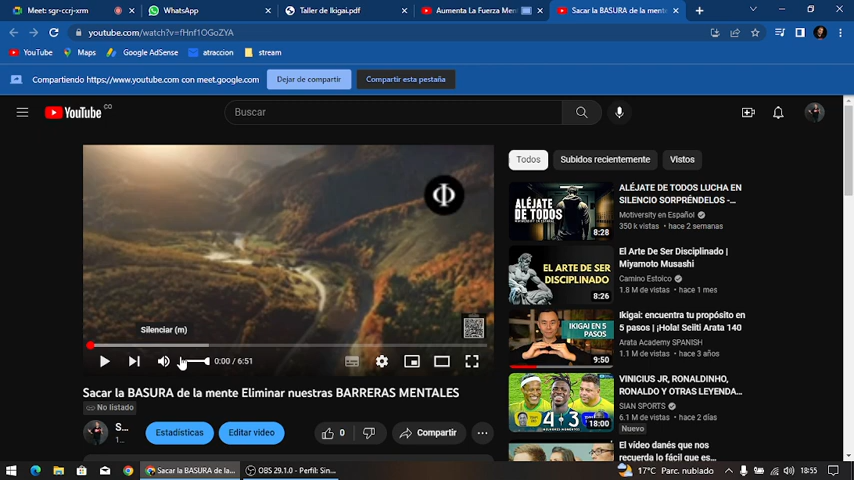 Meet: sgr-ccrj-xrm
WhatsApp
Taller de Ikigai.pdf
Aumenta La Fuerza Men
Sacar la BASURA de la mente
youtube.com/watch?v=fHnf1OGoZYA
YouTube
Maps
Google AdSense
atraccion
stream
Compartiendo https://www.youtube.com con meet.google.com
Dejar de compartir
Compartir esta pestaña
YouTube CO
Buscar
Todos
Subidos recientemente
Vistos
ALÉJATE DE TODOS
8:28
ALÉJATE DE TODOS LUCHA EN
SILENCIO SORPRÉNDELOS -...
Motiversity en Español
350 k vistas • hace 2 semanas
EL ARTE DE SER
DISCIPLINADO
8:26
El Arte De Ser Disciplinado |
Miyamoto Musashi
Camino Estoico
1.8 M de vistas • hace 1 mes
IKIGAI EN 5
PASOS
9:50
Ikigai: encuentra tu propósito en
5 pasos | ¡Hola! Seiiti Arata 140
Arata Academy SPANISH
1.1 M de vistas • hace 3 años
4 3
18:00
VINICIUS JR, RONALDINHO,
RONALDO Y OTRAS LEYENDA...
SIAN SPORTS
6.1 M de vistas • hace 2 días
Nuevo
El vídeo danés que nos
recuerda lo fácil que es...
Silenciar (m)
0:00 / 6:51
Sacar la BASURA de la mente Eliminar nuestras BARRERAS MENTALES
No listado
S...
1...
Estadísticas
Editar video
0
Compartir
Sacar la BASURA de la...
OBS 29.1.0 - Perfil: Sin...
17°C Parc. nublado
18:55